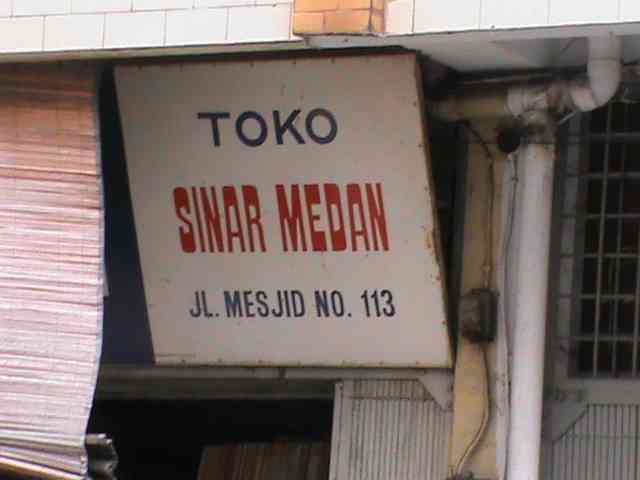 TOKO
SINAR MEDAN
JL. MESJID NO. 113